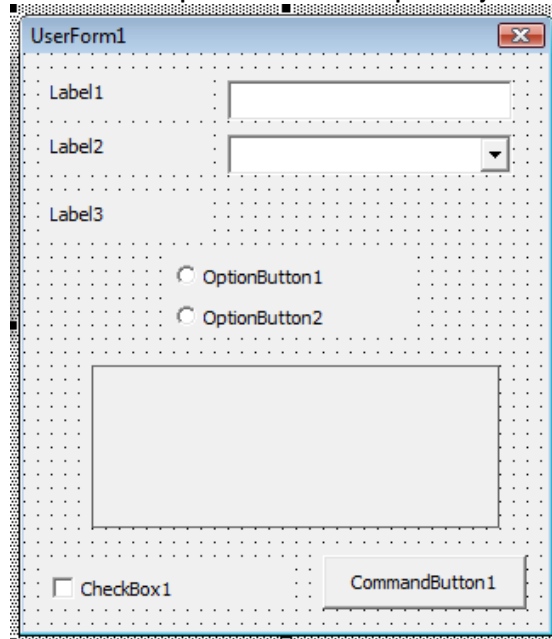 UserForm1
Label1
Label2
Label3
OptionButton1
OptionButton2
CheckBox1
CommandButton1